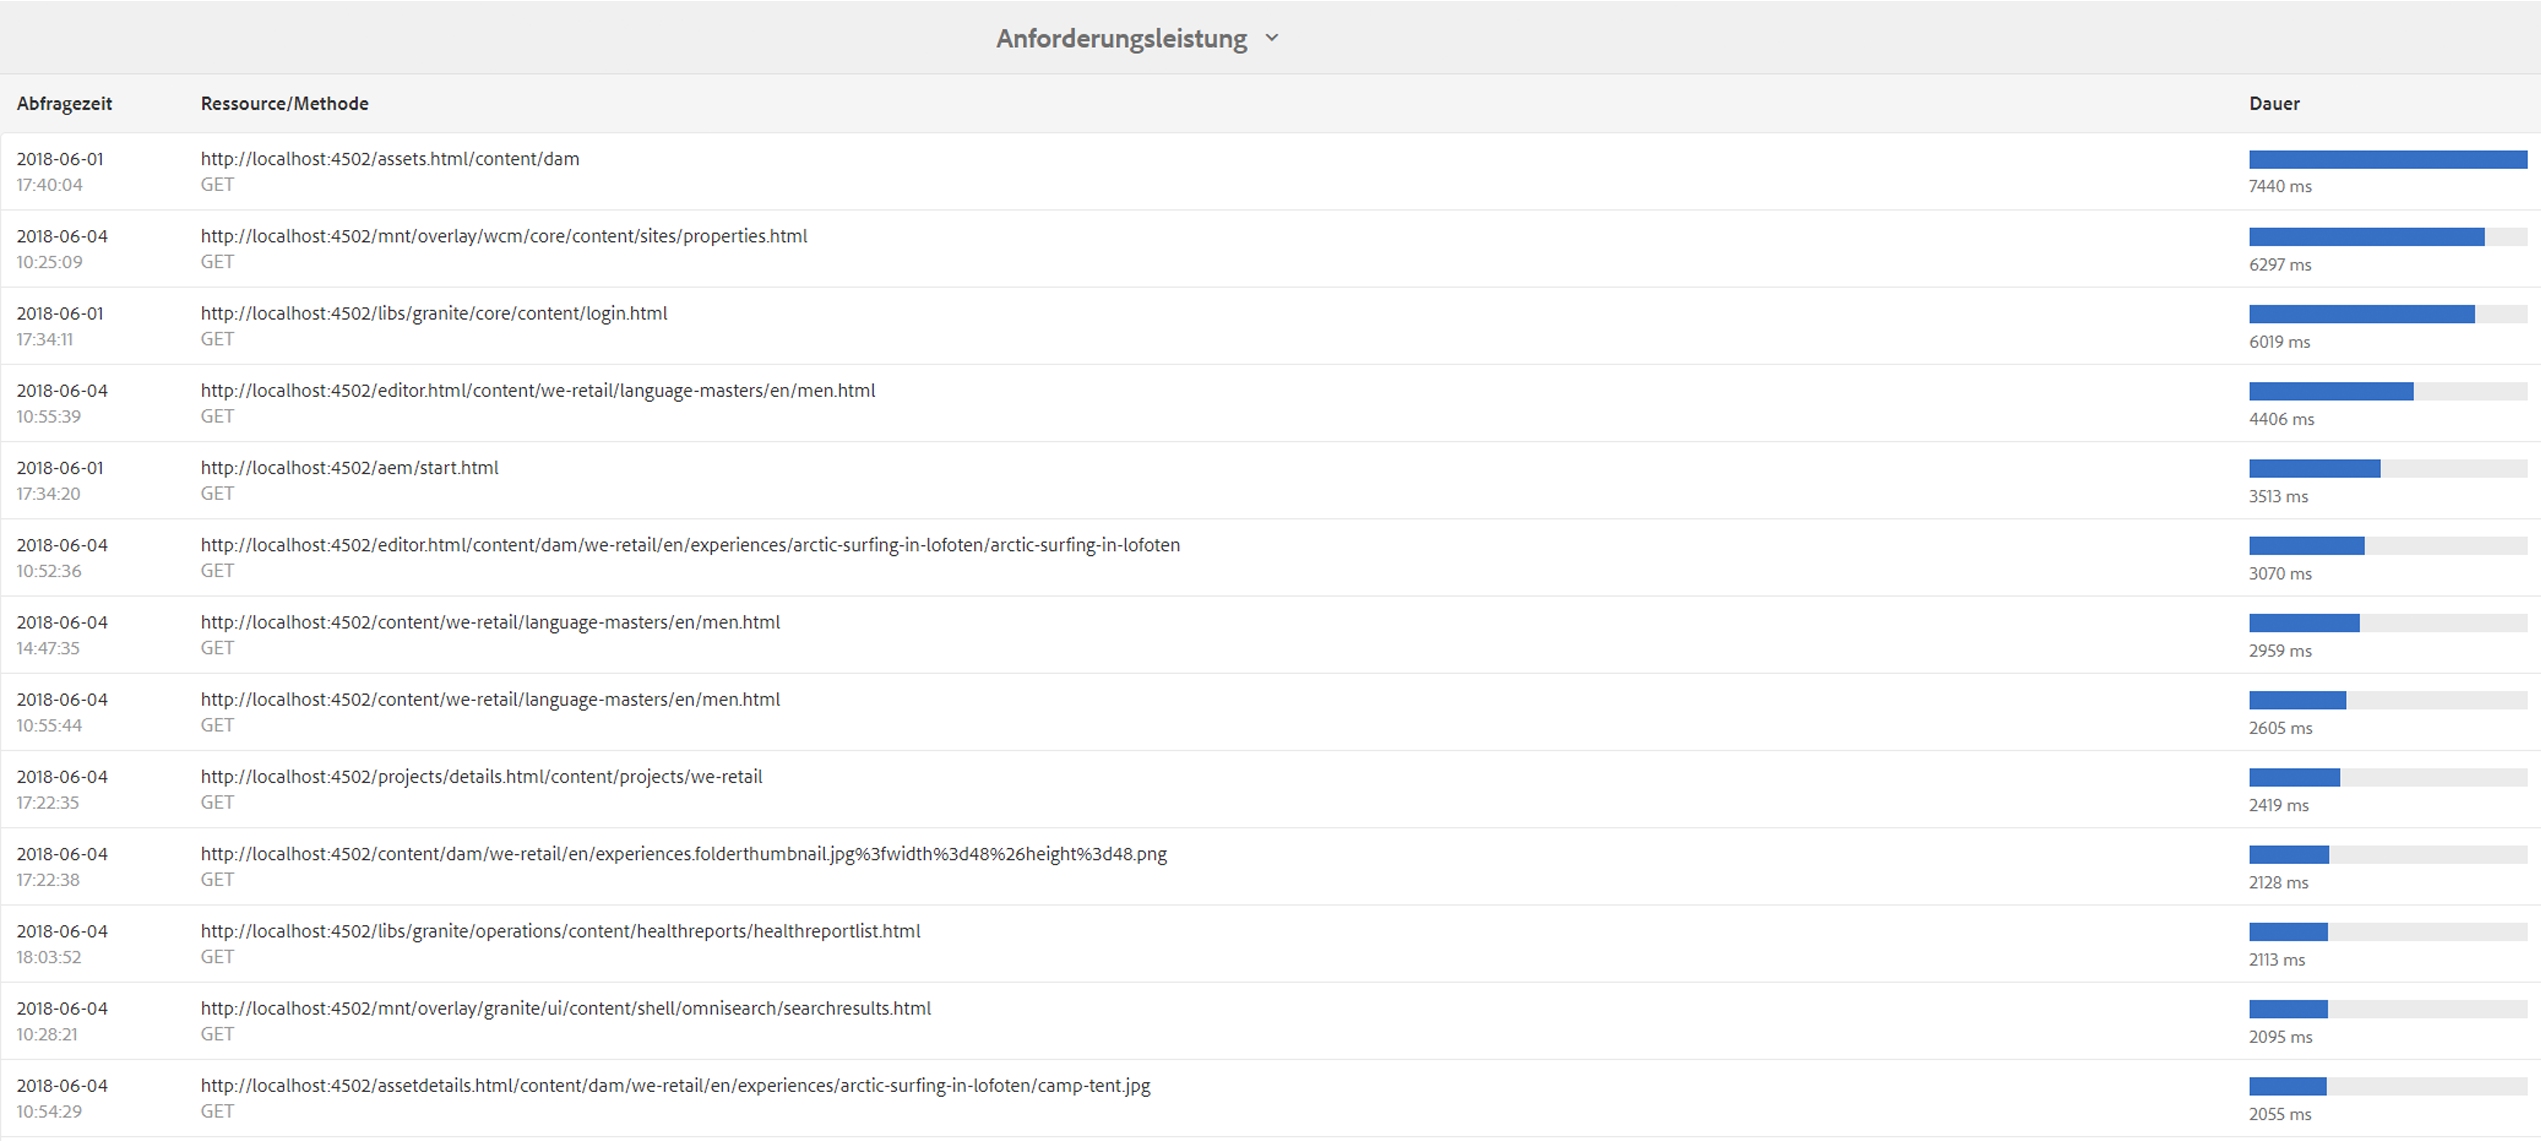 Anforderungsleistung
Abfragezeit Ressource/Methode Dauer
2018-06-01 http://localhost:4502/assets.html/content/dam
17:40:04 GET 7440 ms
2018-06-04 http://localhost:4502/mnt/overlay/wcm/core/content/sites/properties.html
10:25:09 GET 6297 ms
2018-06-01 http://localhost:4502/libs/granite/core/content/login.html
17:34:11 GET 6019 ms
2018-06-04 http://localhost:4502/editor.html/content/we-retail/language-masters/en/men.html
10:55:39 GET 4406 ms
2018-06-01 http://localhost:4502/aem/start.html
17:34:20 GET 3513 ms
2018-06-04 http://localhost:4502/editor.html/content/dam/we-retail/en/experiences/arctic-surfing-in-lofoten/arctic-surfing-in-lofoten
10:52:36 GET 3070 ms
2018-06-04 http://localhost:4502/content/we-retail/language-masters/en/men.html
14:47:35 GET 2959 ms
2018-06-04 http://localhost:4502/content/we-retail/language-masters/en/men.html
10:55:44 GET 2605 ms
2018-06-04 http://localhost:4502/projects/details.html/content/projects/we-retail
17:22:35 GET 2419 ms
2018-06-04 http://localhost:4502/content/dam/we-retail/en/experiences.folderthumbnail.jpg%3fwidth%3d48%26height%3d48.png
17:22:38 GET 2128 ms
2018-06-04 http://localhost:4502/libs/granite/operations/content/healthreports/healthreportlist.html
18:03:52 GET 2113 ms
2018-06-04 http://localhost:4502/mnt/overlay/granite/ui/content/shell/omnisearch/searchresults.html
10:28:21 GET 2095 ms
2018-06-04 http://localhost:4502/assetdetails.html/content/dam/we-retail/en/experiences/arctic-surfing-in-lofoten/camp-tent.jpg
10:54:29 GET 2055 ms